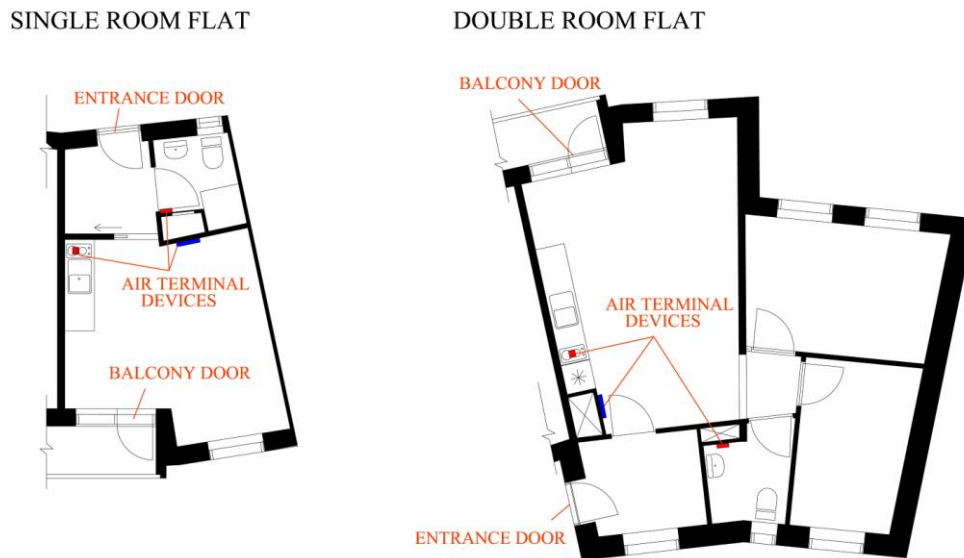 SINGLE ROOM FLAT
DOUBLE ROOM FLAT
ENTRANCE DOOR
AIR TERMINAL
DEVICES
BALCONY DOOR
BALCONY DOOR
AIR TERMINAL
DEVICES
ENTRANCE DOOR